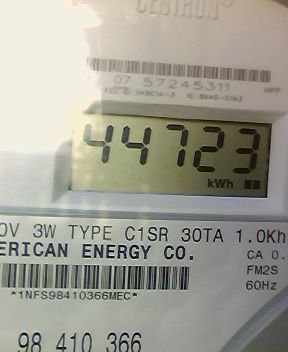 CENTRON®
07 57245311
44723
kWh
0V 3W TYPE C1SR 30TA 1.0Kh
ERICAN ENERGY CO.
CA 0.
FM2S
*1NFS98410366MEC*
60Hz
98 410 366